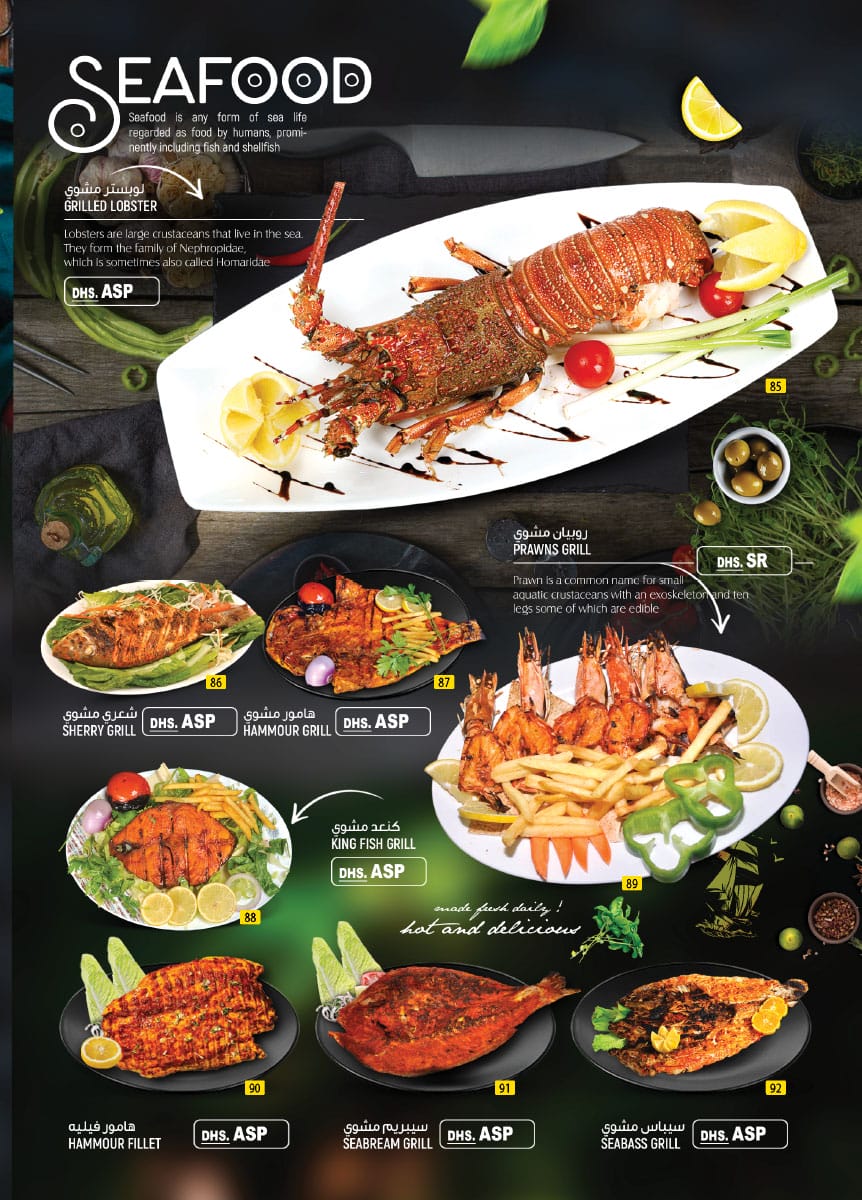 SEAFOOD
Seafood is any form of sea life
regarded as food by humans, promi-
nently including fish and shellfish
لوبستر مشوي
GRILLED LOBSTER
Lobsters are large crustaceans that live in the sea.
They form the family of Nephropidae,
which is sometimes also called Homaridae
DHS. ASP
85
روبيان مشوي
PRAWNS GRILL
DHS. SR
Prawn is a common name for small
aquatic crustaceans with an exoskeleton and ten
legs some of which are edible
86
87
شعري مشوي
SHERRY GRILL
DHS. ASP
هامور مشوي
HAMMOUR GRILL
DHS. ASP
كنعد مشوي
KING FISH GRILL
DHS. ASP
88
89
made fresh daily!
hot and delicious
90
91
92
هامور فيليه
HAMMOUR FILLET
DHS. ASP
سيبريم مشوي
SEABREAM GRILL
DHS. ASP
سيباس مشوي
SEABASS GRILL
DHS. ASP